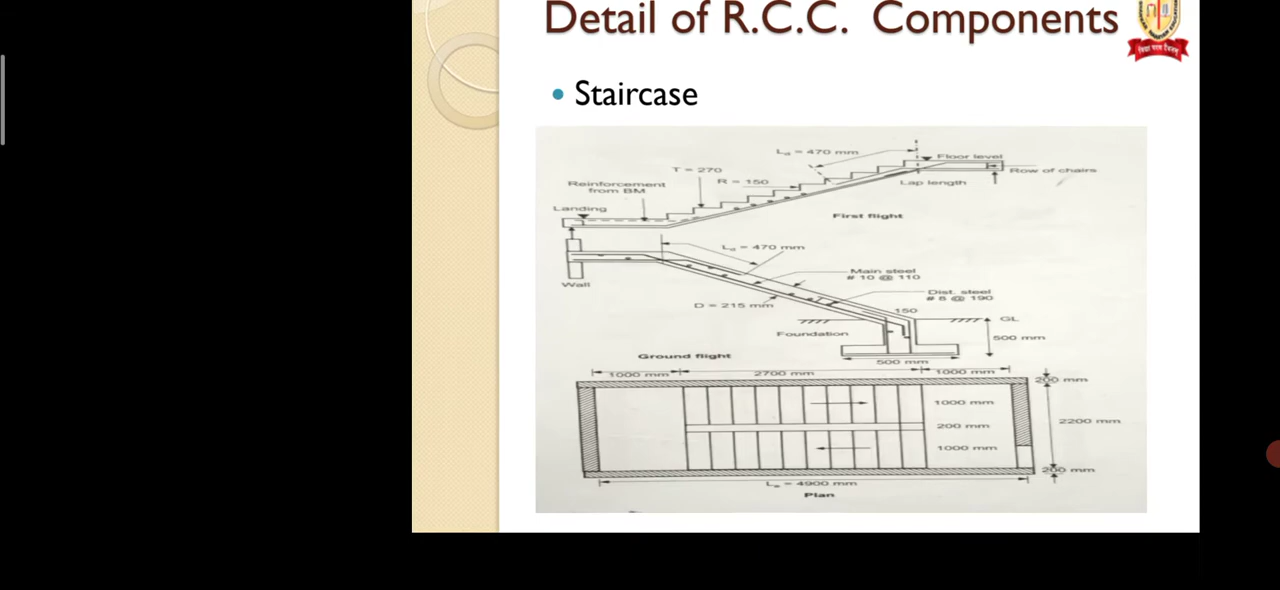 Detail of R.C.C. Components
विद्या परम दैवतम्
• Staircase
Ld = 470 mm
Floor level
T = 270
R = 150
Row of chairs
Reinforcement
from BM
Lap length
Landing
First flight
Ld = 470 mm
Main steel
# 10 @ 110
Wall
Dist. steel
# 6 @ 190
D = 215 mm
150
GL
Foundation
500 mm
Ground flight
500 mm
1000 mm
2700 mm
1000 mm
200 mm
1000 mm
200 mm
2200 mm
1000 mm
200 mm
= 4900 mm
Plan